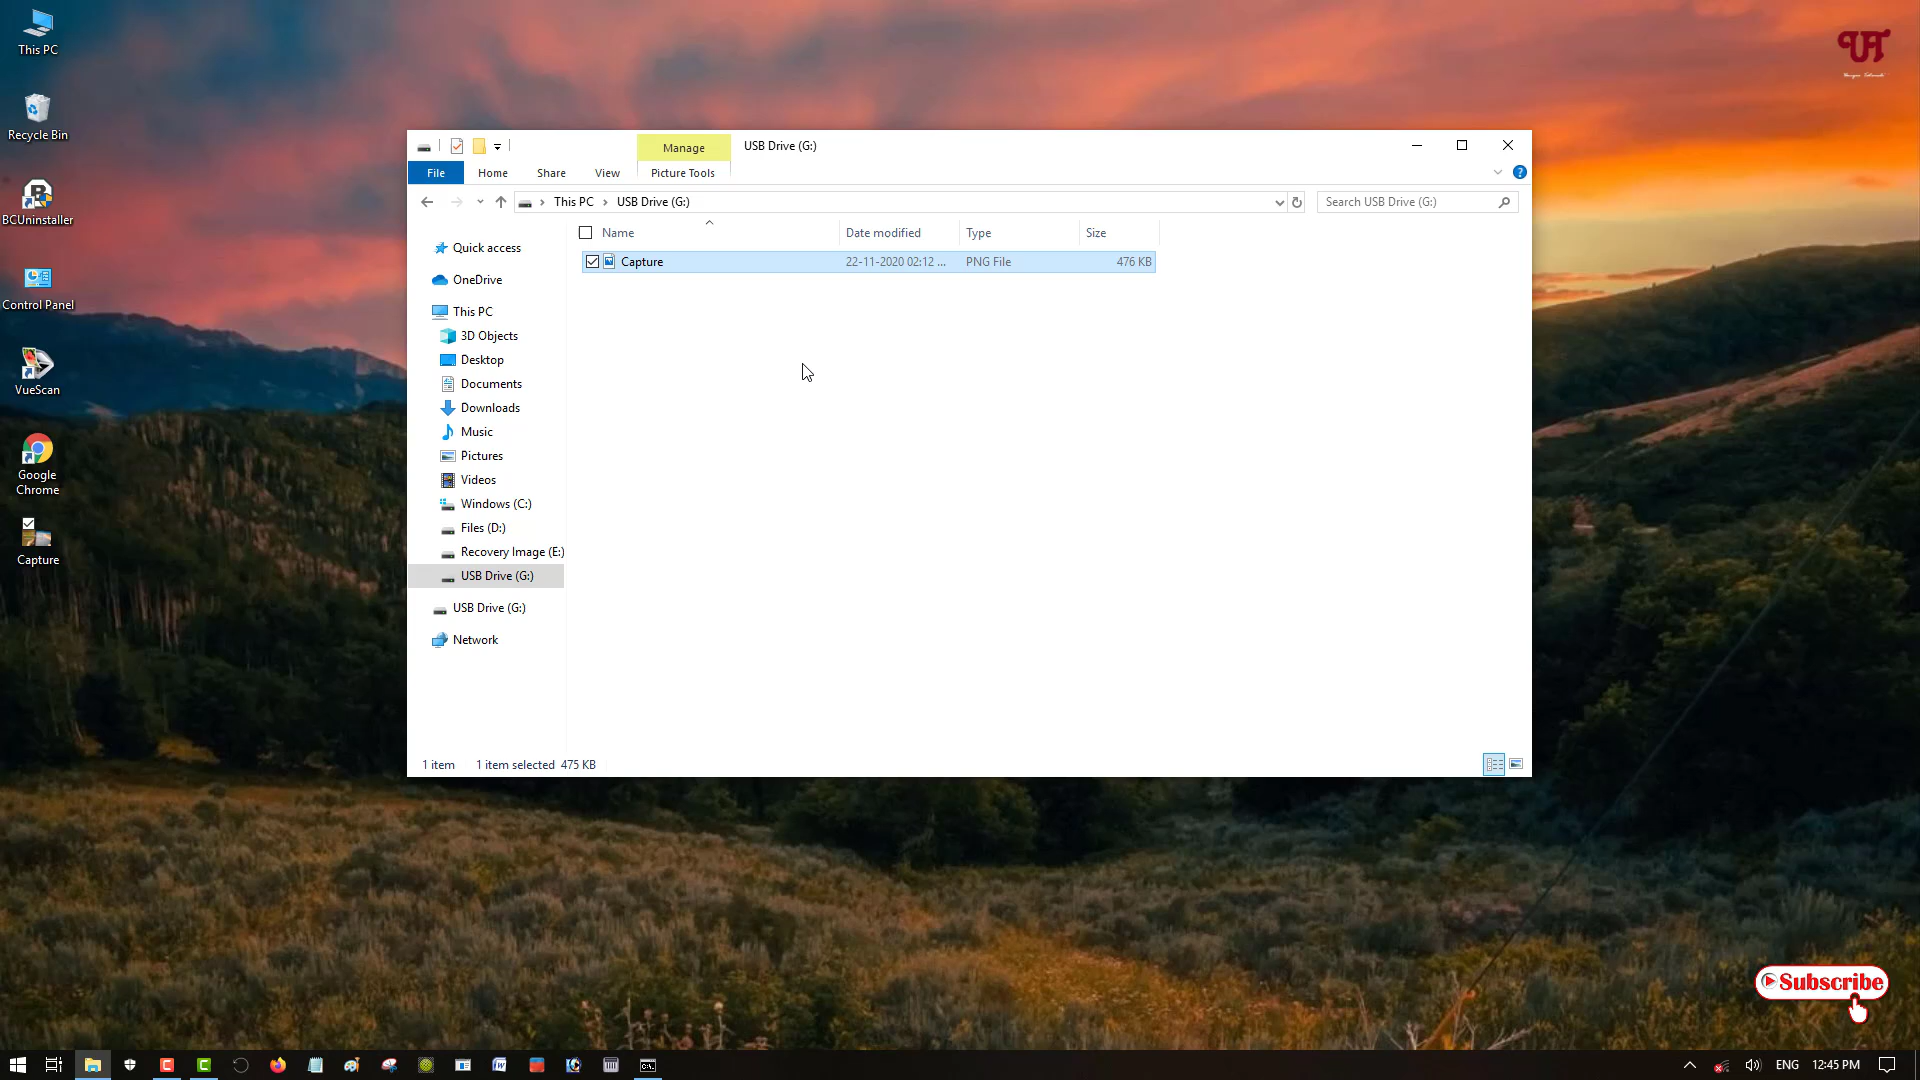 This PC
Recycle Bin
BCUninstaller
Control Panel
VueScan
Google
Chrome
Capture
UT
Manage
USB Drive (G:)
File
Home
Share
View
Picture Tools
This PC
USB Drive (G:)
Search USB Drive (G:)
Name
Date modified
Type
Size
Capture
22-11-2020 02:12 ...
PNG File
476 KB
Quick access
OneDrive
This PC
3D Objects
Desktop
Documents
Downloads
Music
Pictures
Videos
Windows (C:)
Files (D:)
Recovery Image (E:)
USB Drive (G:)
USB Drive (G:)
Network
1 item
1 item selected 475 KB
Subscribe
ENG
12:45 PM